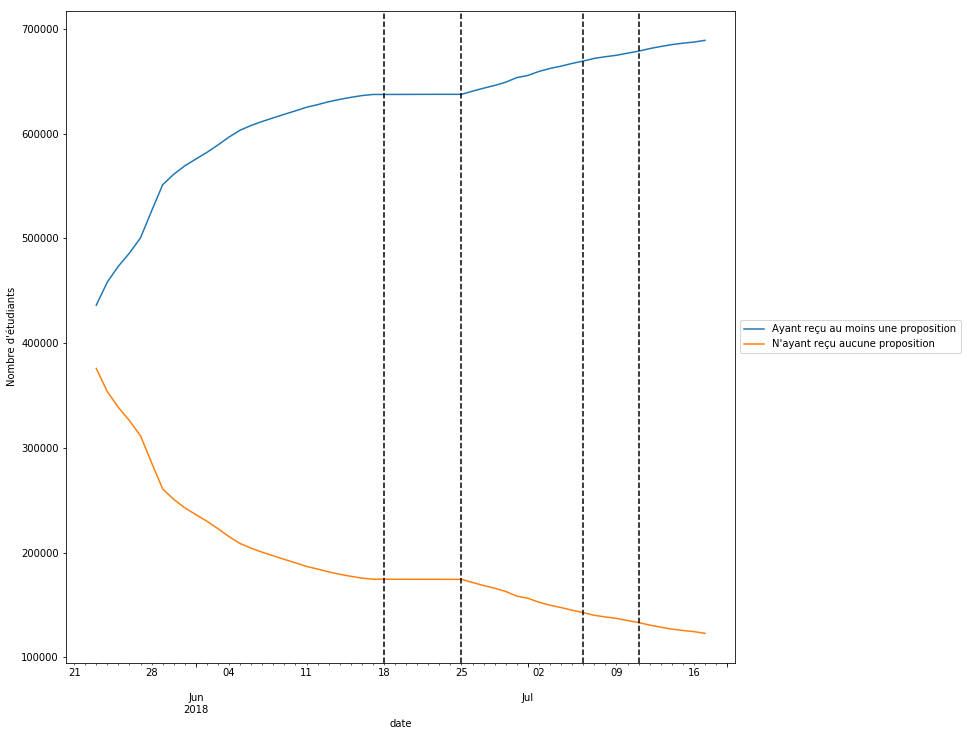 700000
600000
500000
400000
300000
200000
100000
Nombre d'étudiants
21 28 04 11 18 25 02 09 16
Jun Jul
2018
date
Ayant reçu au moins une proposition
N'ayant reçu aucune proposition